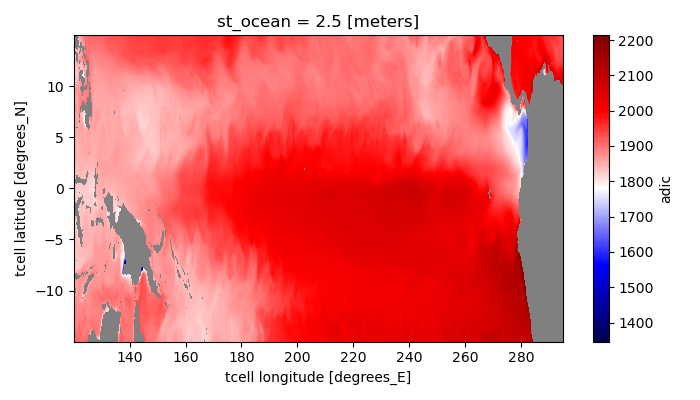 st_ocean = 2.5 [meters]
tcell latitude [degrees_N]
10
5
0
−5
−10
140 160 180 200 220 240 260 280
tcell longitude [degrees_E]
2200
2100
2000
1900
1800
1700
1600
1500
1400
adic